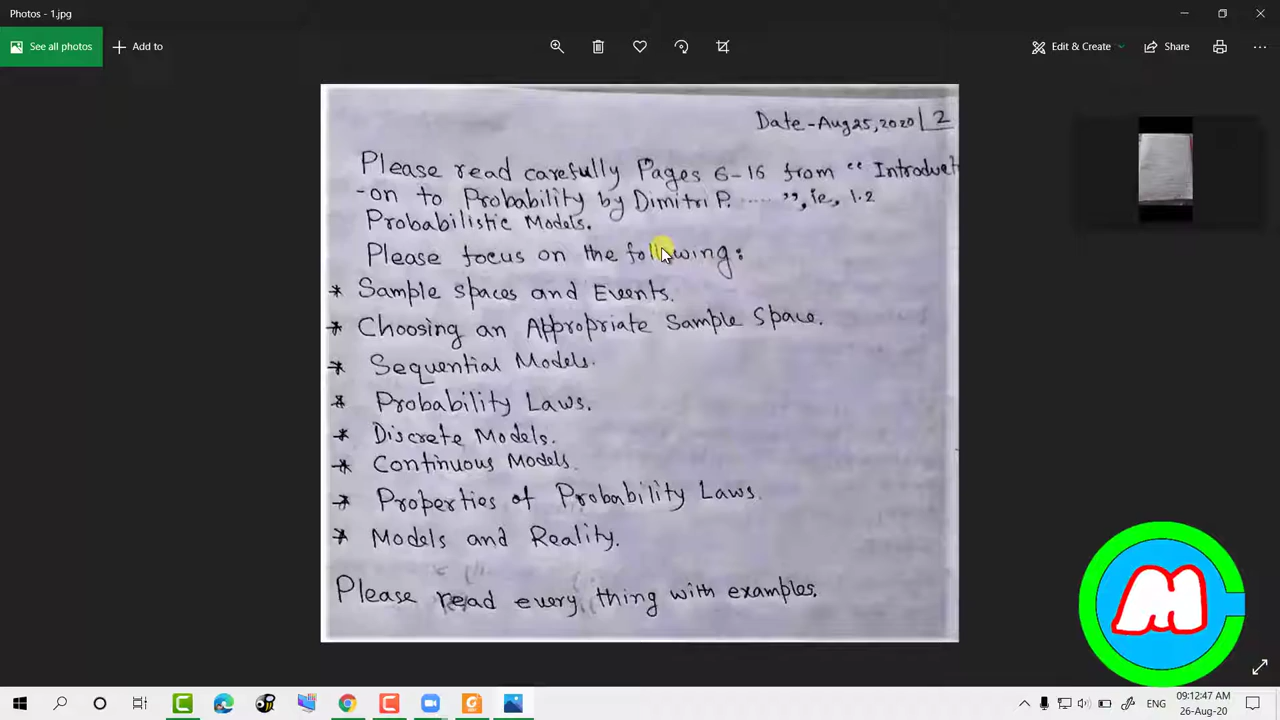 Photos - 1.jpg
See all photos
Add to
Edit & Create
Share
Date-Aug25,2020 | 2
Please read carefully Pages 6-16 from "Introduct
-on to Probability by Dimitri P. ..... ", ie, 1.2
Probabilistic Models.
Please focus on the following:
* Sample spaces and Events.
* Choosing an Appropriate Sample Space.
* Sequential Models.
* Probability Laws.
* Discrete Models.
* Continuous Models.
* Properties of Probability Laws.
* Models and Reality.
Please read every thing with examples.
M
ENG
09:12:47 AM
26-Aug-20